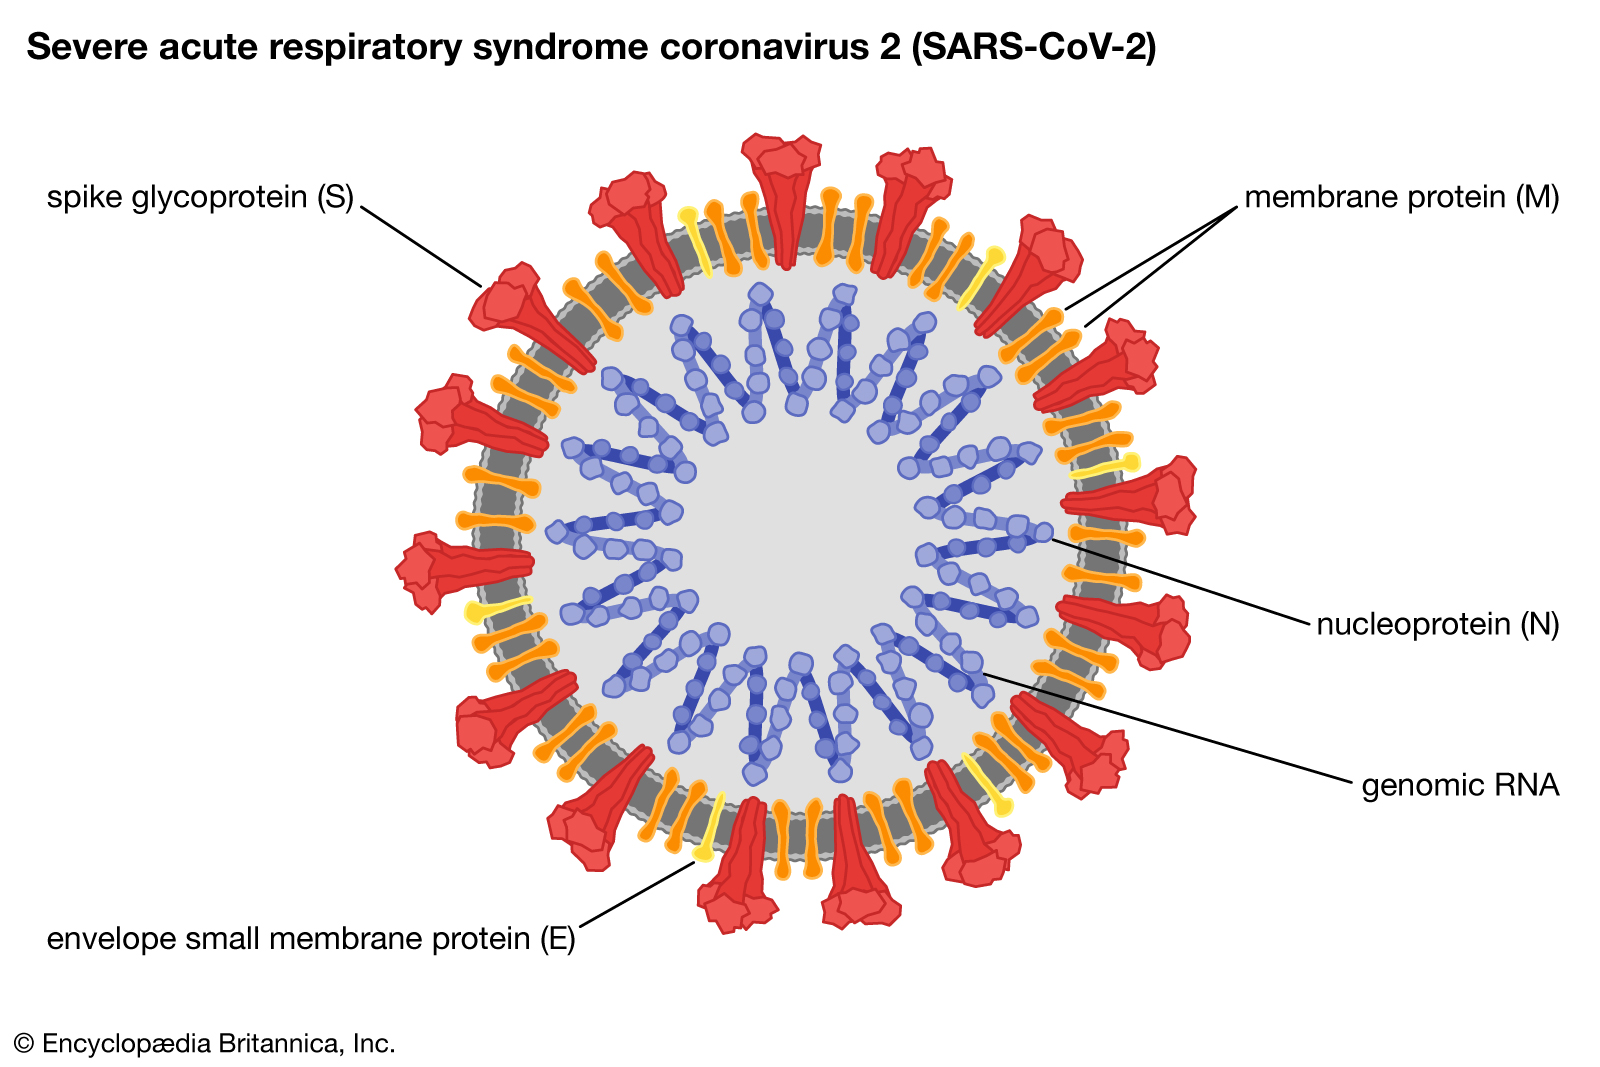 Severe acute respiratory syndrome coronavirus 2 (SARS-CoV-2)
spike glycoprotein (S)
membrane protein (M)
nucleoprotein (N)
genomic RNA
envelope small membrane protein (E)
© Encyclopædia Britannica, Inc.